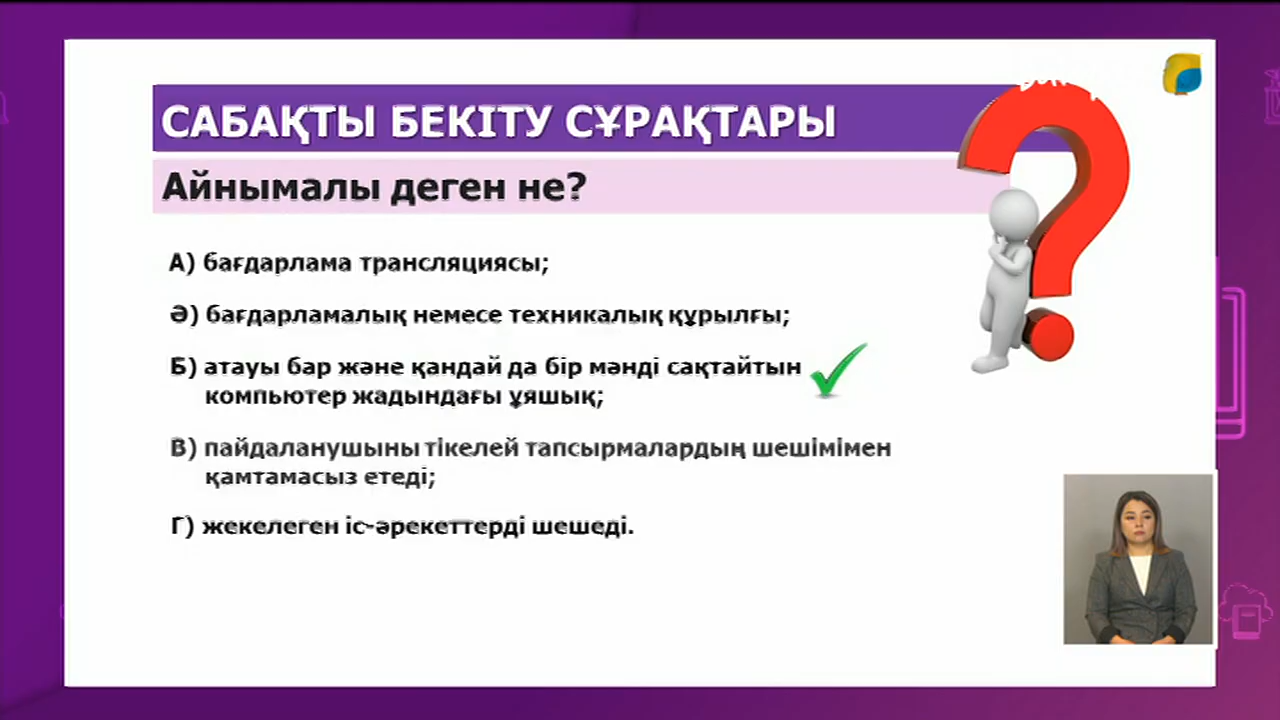 САБАҚТЫ БЕКІТУ СҰРАҚТАРЫ
Айнымалы деген не?
А) бағдарлама трансляциясы;
Ә) бағдарламалық немесе техникалық құрылғы;
Б) атауы бар және қандай да бір мәнді сақтайтын
компьютер жадындағы ұяшық;
В) пайдаланушыны тікелей тапсырмалардың шешімімен
қамтамасыз етеді;
Г) жекелеген іс-әрекеттерді шешеді.